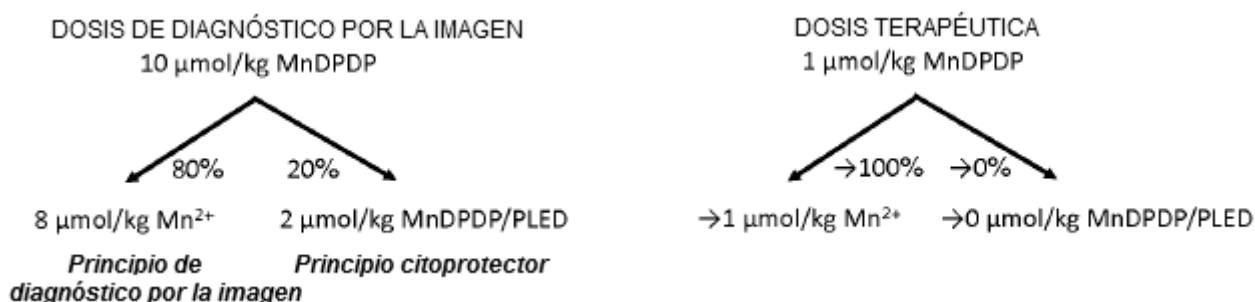 DOSIS DE DIAGNÓSTICO POR LA IMAGEN
10 µmol/kg MnDPDP
80% 20%
8 µmol/kg Mn²⁺ 2 µmol/kg MnDPDP/PLED
Principio de Principio citoprotector
diagnóstico por la imagen
DOSIS TERAPÉUTICA
1 µmol/kg MnDPDP
→100% →0%
→1 µmol/kg Mn²⁺ →0 µmol/kg MnDPDP/PLED